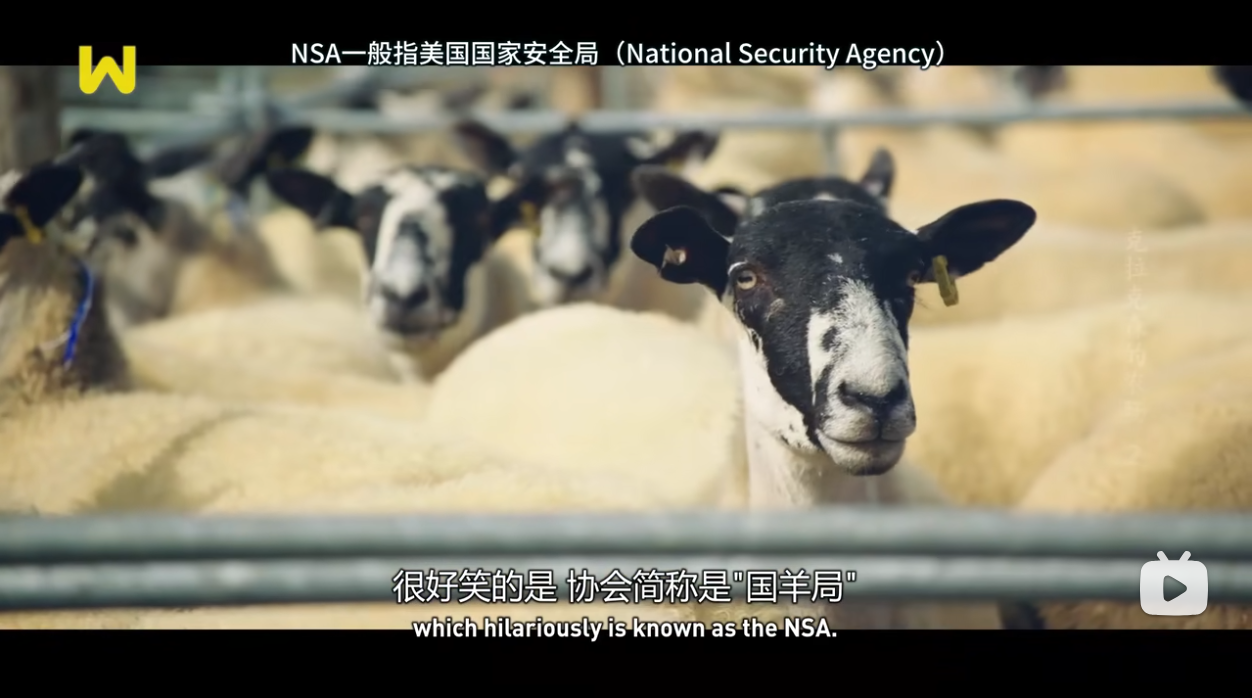 NSA一般指美国国家安全局（National Security Agency）
W
很好笑的是 协会简称是"国羊局"
which hilariously is known as the NSA.